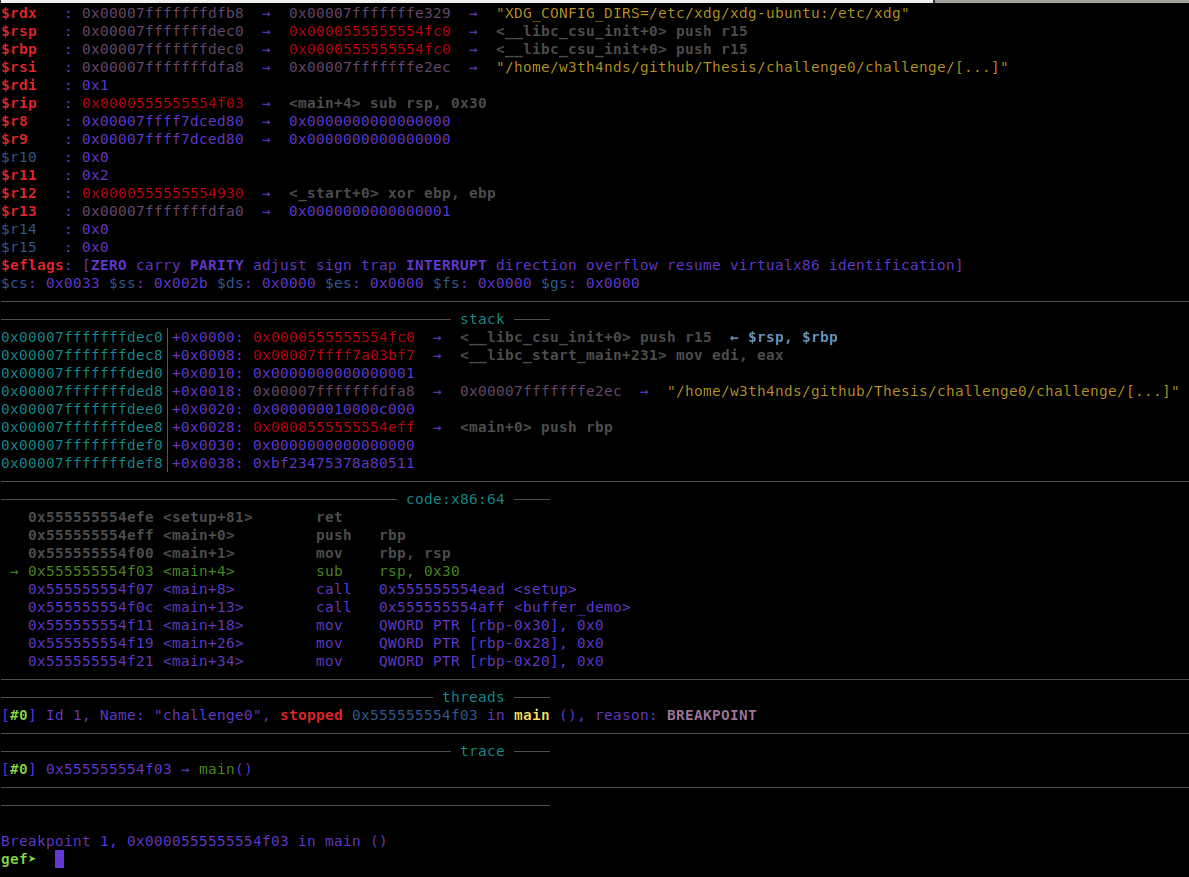 $rdx   : 0x00007fffffffdfb8  →  0x00007fffffffe329  →  "XDG_CONFIG_DIRS=/etc/xdg/xdg-ubuntu:/etc/xdg"
$rsp   : 0x00007fffffffdec0  →  0x0000555555554fc0  →  <__libc_csu_init+0> push r15
$rbp   : 0x00007fffffffdec0  →  0x0000555555554fc0  →  <__libc_csu_init+0> push r15
$rsi   : 0x00007fffffffdfa8  →  0x00007fffffffe2ec  →  "/home/w3th4nds/github/Thesis/challenge0/challenge/[...]"
$rdi   : 0x1
$rip   : 0x0000555555554f03  →  <main+4> sub rsp, 0x30
$r8    : 0x00007ffff7dced80  →  0x0000000000000000
$r9    : 0x00007ffff7dced80  →  0x0000000000000000
$r10   : 0x0
$r11   : 0x2
$r12   : 0x0000555555554930  →  <_start+0> xor ebp, ebp
$r13   : 0x00007fffffffdfa0  →  0x0000000000000001
$r14   : 0x0
$r15   : 0x0
$eflags: [ZERO carry PARITY adjust sign trap INTERRUPT direction overflow resume virtualx86 identification]
$cs: 0x0033 $ss: 0x002b $ds: 0x0000 $es: 0x0000 $fs: 0x0000 $gs: 0x0000
stack
0x00007fffffffdec0│+0x0000: 0x0000555555554fc0  →  <__libc_csu_init+0> push r15  ← $rsp, $rbp
0x00007fffffffdec8│+0x0008: 0x00007ffff7a03bf7  →  <__libc_start_main+231> mov edi, eax
0x00007fffffffded0│+0x0010: 0x0000000000000001
0x00007fffffffded8│+0x0018: 0x00007fffffffdfa8  →  0x00007fffffffe2ec  →  "/home/w3th4nds/github/Thesis/challenge0/challenge/[...]"
0x00007fffffffdee0│+0x0020: 0x000000010000c000
0x00007fffffffdee8│+0x0028: 0x0000555555554eff  →  <main+0> push rbp
0x00007fffffffdef0│+0x0030: 0x0000000000000000
0x00007fffffffdef8│+0x0038: 0xbf23475378a80511
code:x86:64
0x555555554efe <setup+81>       ret
0x555555554eff <main+0>         push   rbp
0x555555554f00 <main+1>         mov    rbp, rsp
→ 0x555555554f03 <main+4>         sub    rsp, 0x30
0x555555554f07 <main+8>         call   0x555555554ead <setup>
0x555555554f0c <main+13>        call   0x555555554aff <buffer_demo>
0x555555554f11 <main+18>        mov    QWORD PTR [rbp-0x30], 0x0
0x555555554f19 <main+26>        mov    QWORD PTR [rbp-0x28], 0x0
0x555555554f21 <main+34>        mov    QWORD PTR [rbp-0x20], 0x0
threads
[#0] Id 1, Name: "challenge0", stopped 0x555555554f03 in main (), reason: BREAKPOINT
trace
[#0] 0x555555554f03 → main()
Breakpoint 1, 0x0000555555554f03 in main ()
gef➤